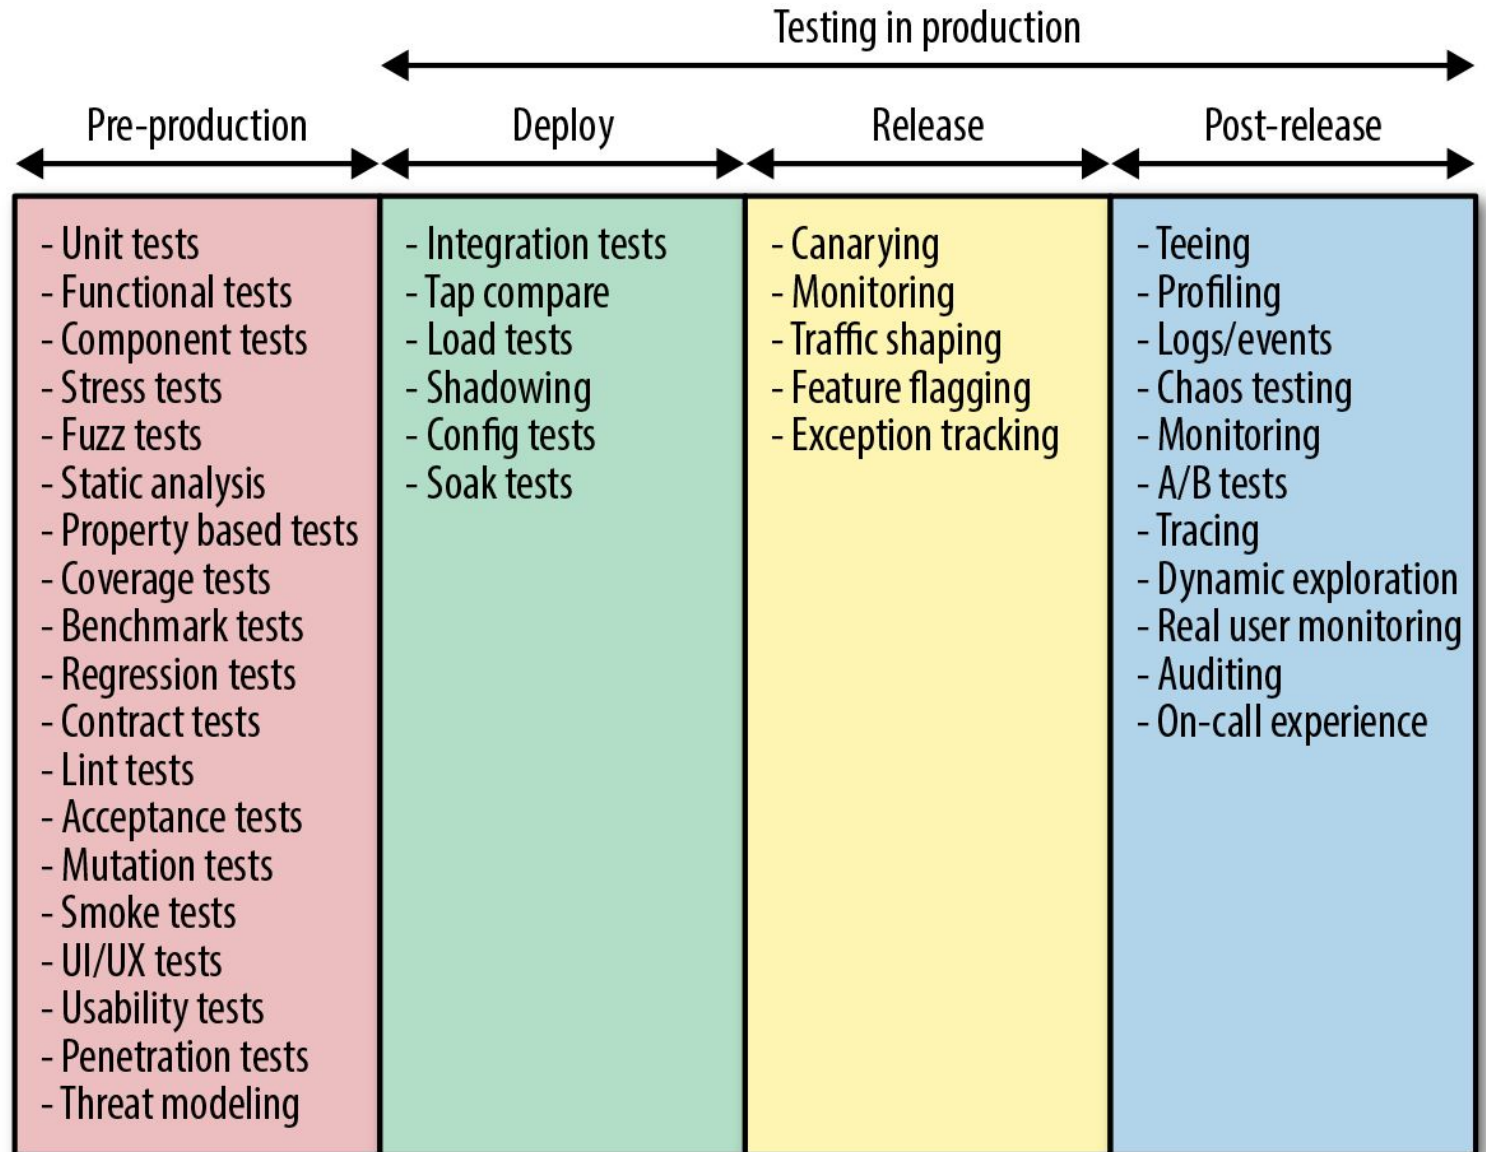 Testing in production
Pre-production
Deploy
Release
Post-release
- Unit tests
- Functional tests
- Component tests
- Stress tests
- Fuzz tests
- Static analysis
- Property based tests
- Coverage tests
- Benchmark tests
- Regression tests
- Contract tests
- Lint tests
- Acceptance tests
- Mutation tests
- Smoke tests
- UI/UX tests
- Usability tests
- Penetration tests
- Threat modeling
- Integration tests
- Tap compare
- Load tests
- Shadowing
- Config tests
- Soak tests
- Canarying
- Monitoring
- Traffic shaping
- Feature flagging
- Exception tracking
- Teeing
- Profiling
- Logs/events
- Chaos testing
- Monitoring
- A/B tests
- Tracing
- Dynamic exploration
- Real user monitoring
- Auditing
- On-call experience